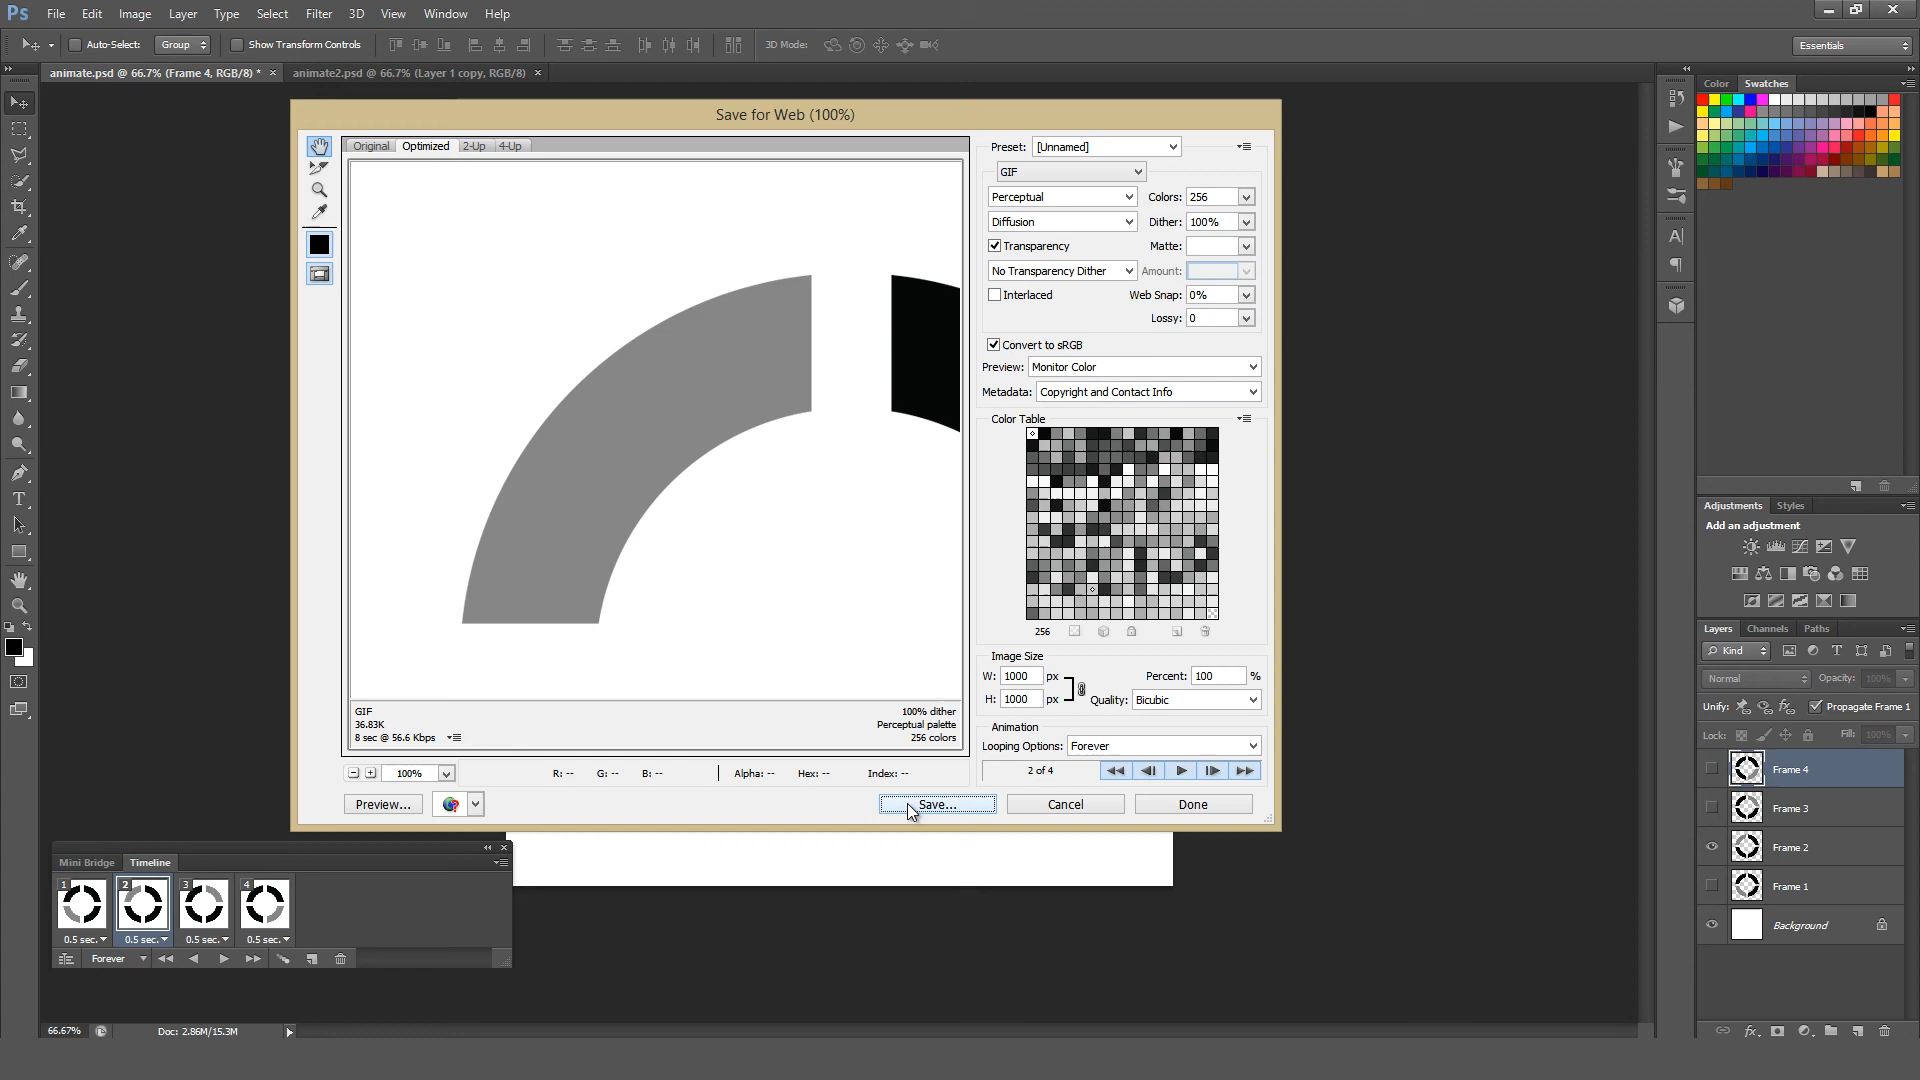 Ps File Edit Image Layer Type Select Filter 3D View Window Help
Auto-Select: Group Show Transform Controls 3D Mode: Essentials
animate.psd @ 66.7% (Frame 4, RGB/8) * × animate2.psd @ 66.7% (Layer 1 copy, RGB/8) ×
Color Swatches
Save for Web (100%)
Original Optimized 2-Up 4-Up
Preset: [Unnamed]
GIF
Perceptual Colors: 256
Diffusion Dither: 100%
Transparency Matte:
No Transparency Dither Amount:
Interlaced Web Snap: 0%
Lossy: 0
Convert to sRGB
Preview: Monitor Color
Metadata: Copyright and Contact Info
Color Table
256
Image Size
W: 1000 px Percent: 100 %
H: 1000 px Quality: Bicubic
Animation
Looping Options: Forever
2 of 4
GIF 100% dither
36.83K Perceptual palette
8 sec @ 56.6 Kbps 256 colors
100% R: -- G: -- B: -- Alpha: -- Hex: -- Index: --
Preview... Save... Cancel Done
Adjustments Styles
Add an adjustment
Layers Channels Paths
Kind T
Normal Opacity: 100%
Unify: Propagate Frame 1
Lock: Fill: 100%
Frame 4
Frame 3
Frame 2
Frame 1
Background
Mini Bridge Timeline
1 2 3 4
0.5 sec. 0.5 sec. 0.5 sec. 0.5 sec.
Forever
66.67% Doc: 2.86M/15.3M